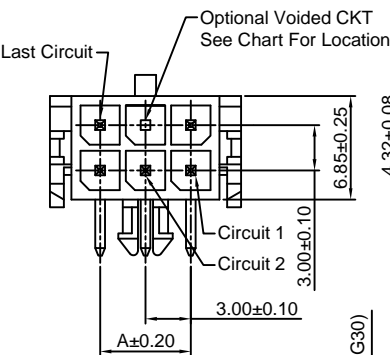 Optional Voided CKT
See Chart For Location
Last Circuit
6.85±0.25
4.32±0.08
Circuit 1
Circuit 2
3.00±0.10
3.00±0.10
A±0.20
G30)